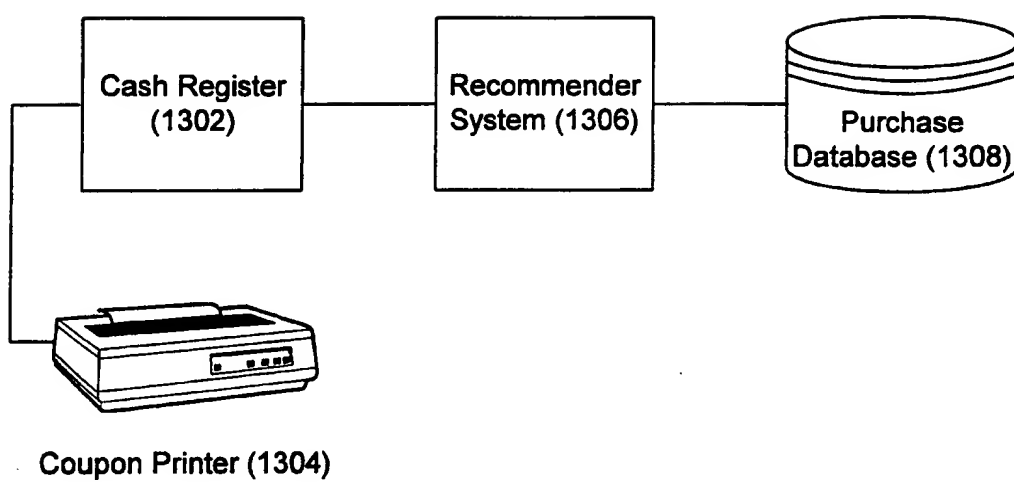 Cash Register
(1302)
Recommender
System (1306)
Purchase
Database (1308)
Coupon Printer (1304)